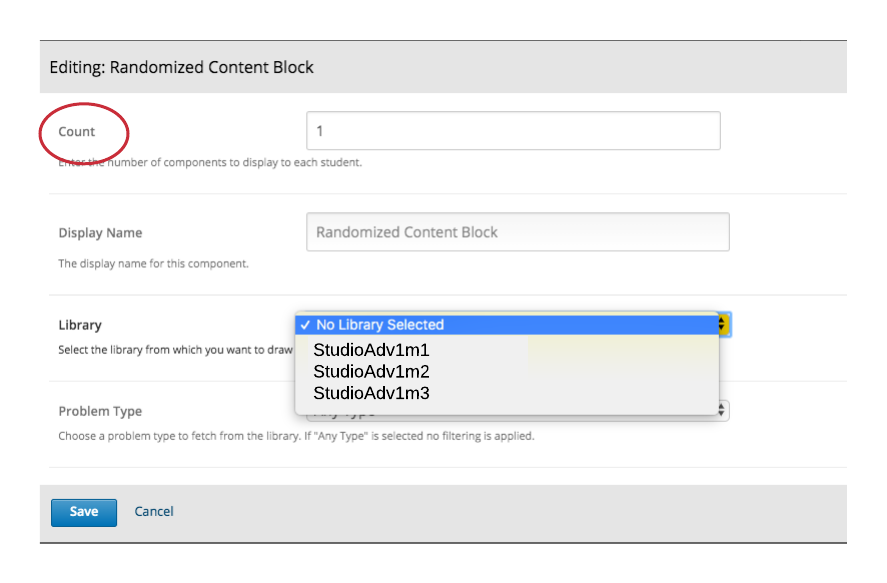 Editing: Randomized Content Block
Count
1
Enter the number of components to display to each student.
Display Name
Randomized Content Block
The display name for this component.
Library
✓ No Library Selected
Select the library from which you want to draw
StudioAdv1m1
StudioAdv1m2
StudioAdv1m3
Problem Type
Any Type
Choose a problem type to fetch from the library. If "Any Type" is selected no filtering is applied.
Save
Cancel